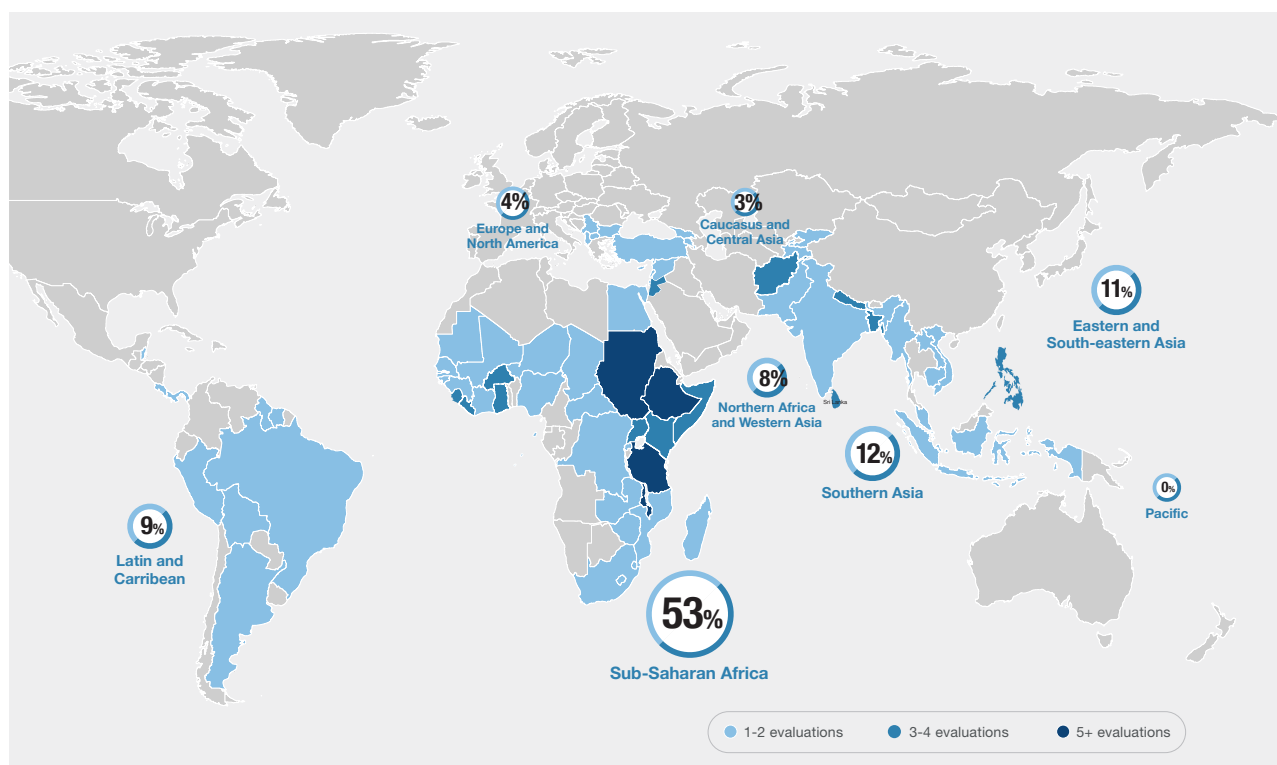 4%
Europe and
North America
3%
Caucasus and
Central Asia
11%
Eastern and
South-eastern Asia
8%
Northern Africa
and Western Asia
Sri Lanka
12%
Southern Asia
0%
Pacific
9%
Latin and
Carribean
53%
Sub-Saharan Africa
1-2 evaluations
3-4 evaluations
5+ evaluations